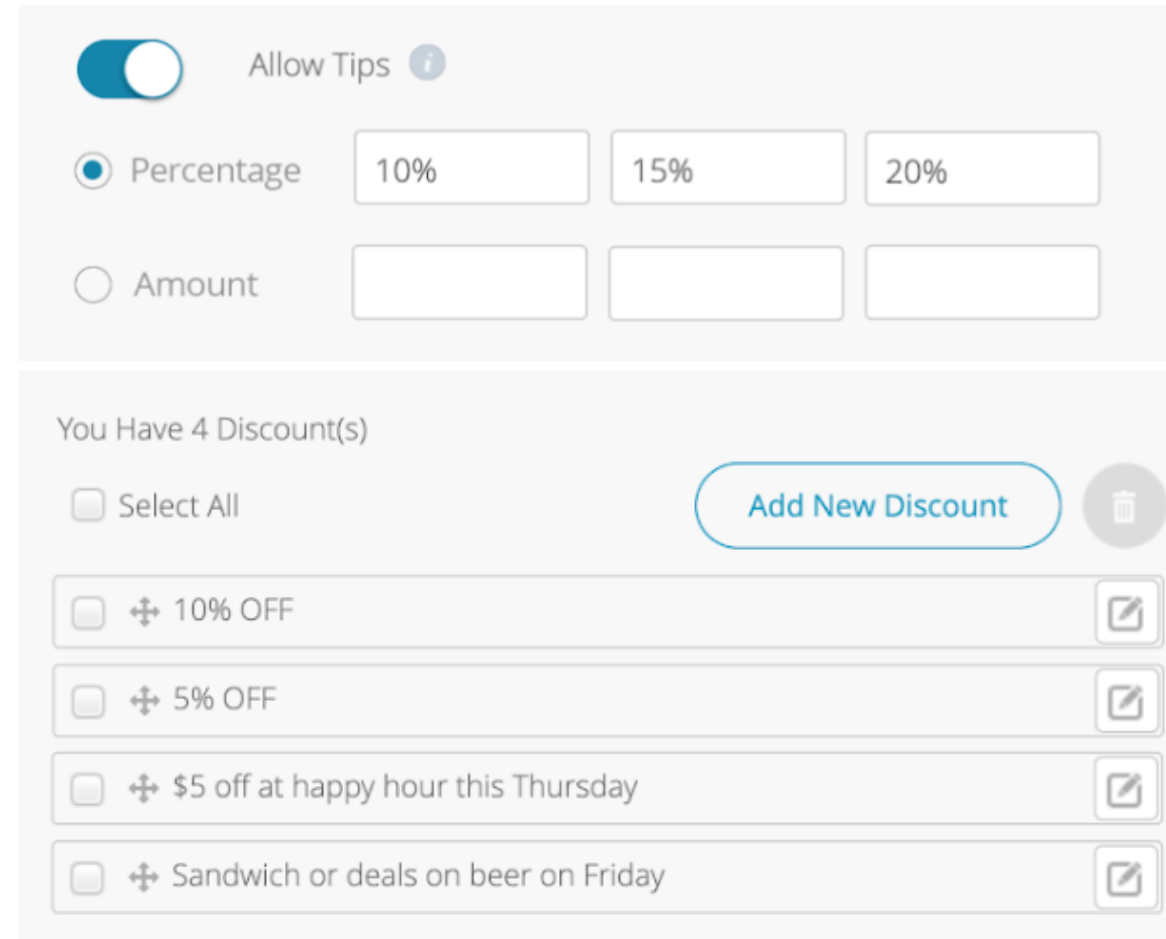 Allow Tips i
Percentage 10% 15% 20%
Amount
You Have 4 Discount(s)
Select All Add New Discount
10% OFF
5% OFF
$5 off at happy hour this Thursday
Sandwich or deals on beer on Friday